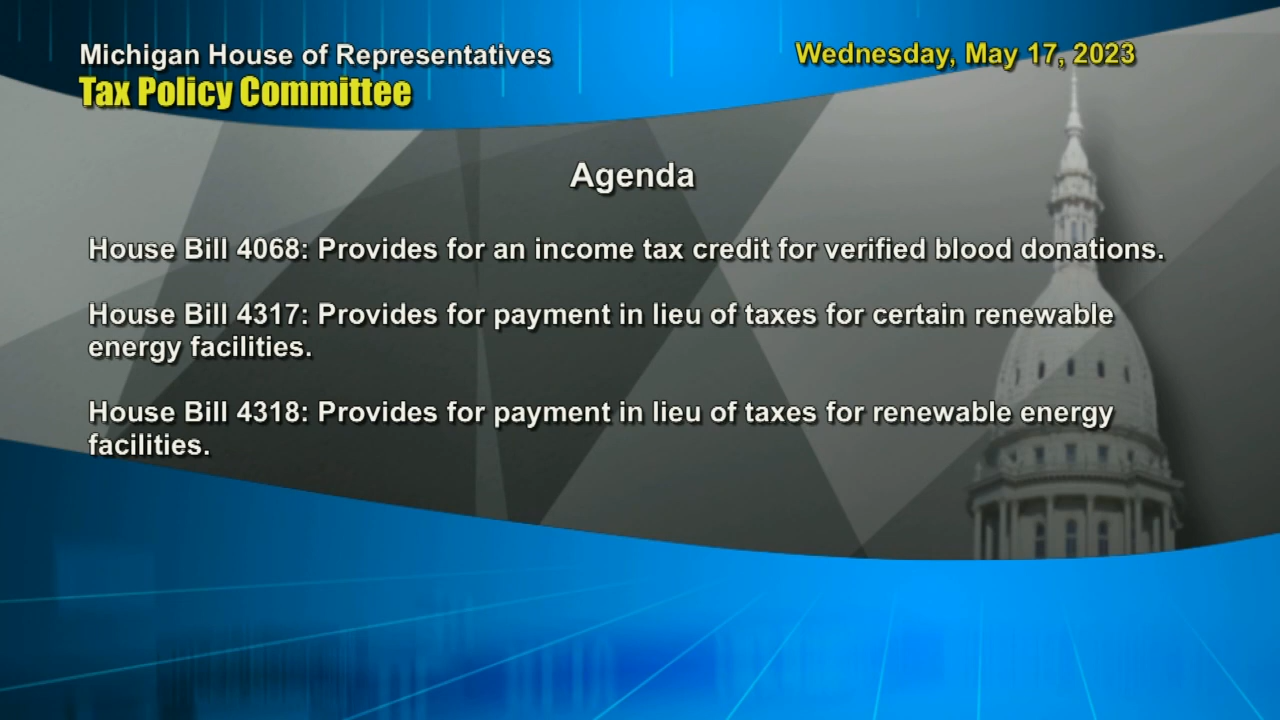 Michigan House of Representatives
Wednesday, May 17, 2023
Tax Policy Committee
Agenda
House Bill 4068: Provides for an income tax credit for verified blood donations.
House Bill 4317: Provides for payment in lieu of taxes for certain renewable
energy facilities.
House Bill 4318: Provides for payment in lieu of taxes for renewable energy
facilities.